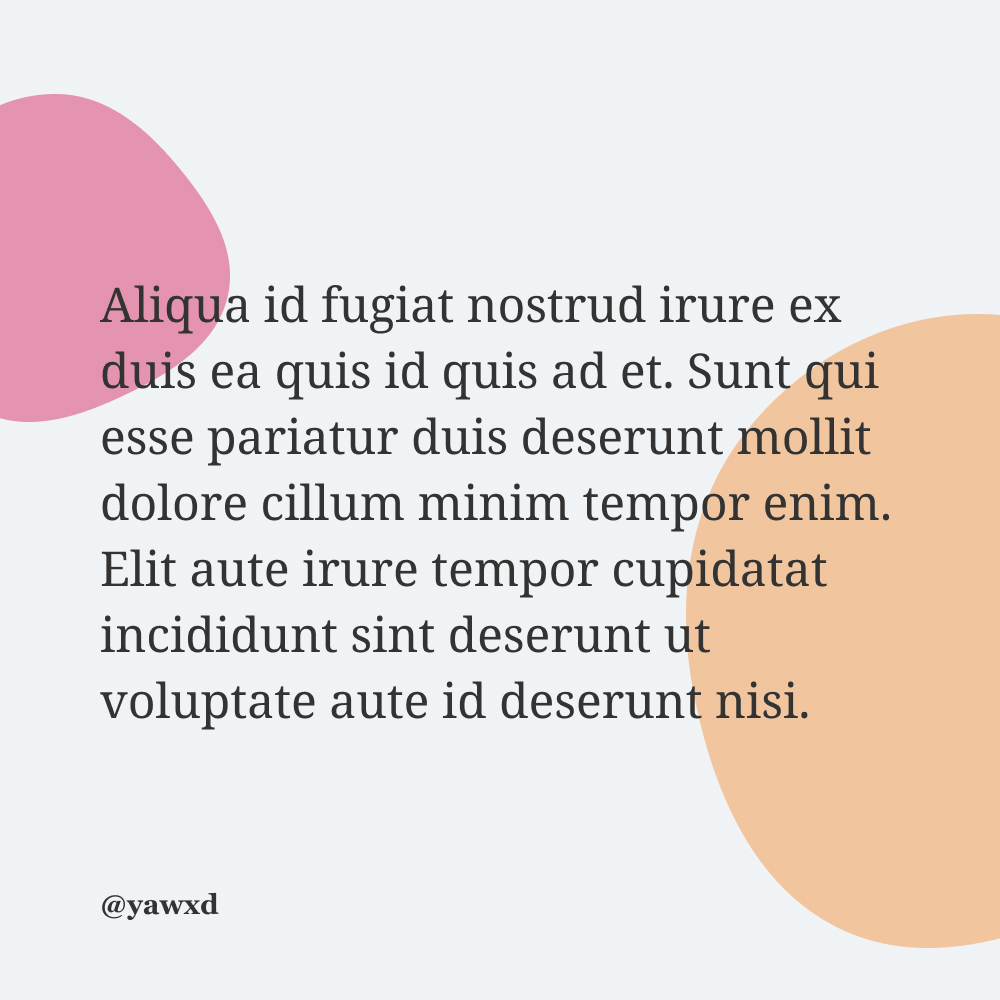 Aliqua id fugiat nostrud irure ex
duis ea quis id quis ad et. Sunt qui
esse pariatur duis deserunt mollit
dolore cillum minim tempor enim.
Elit aute irure tempor cupidatat
incididunt sint deserunt ut
voluptate aute id deserunt nisi.
@yawxd